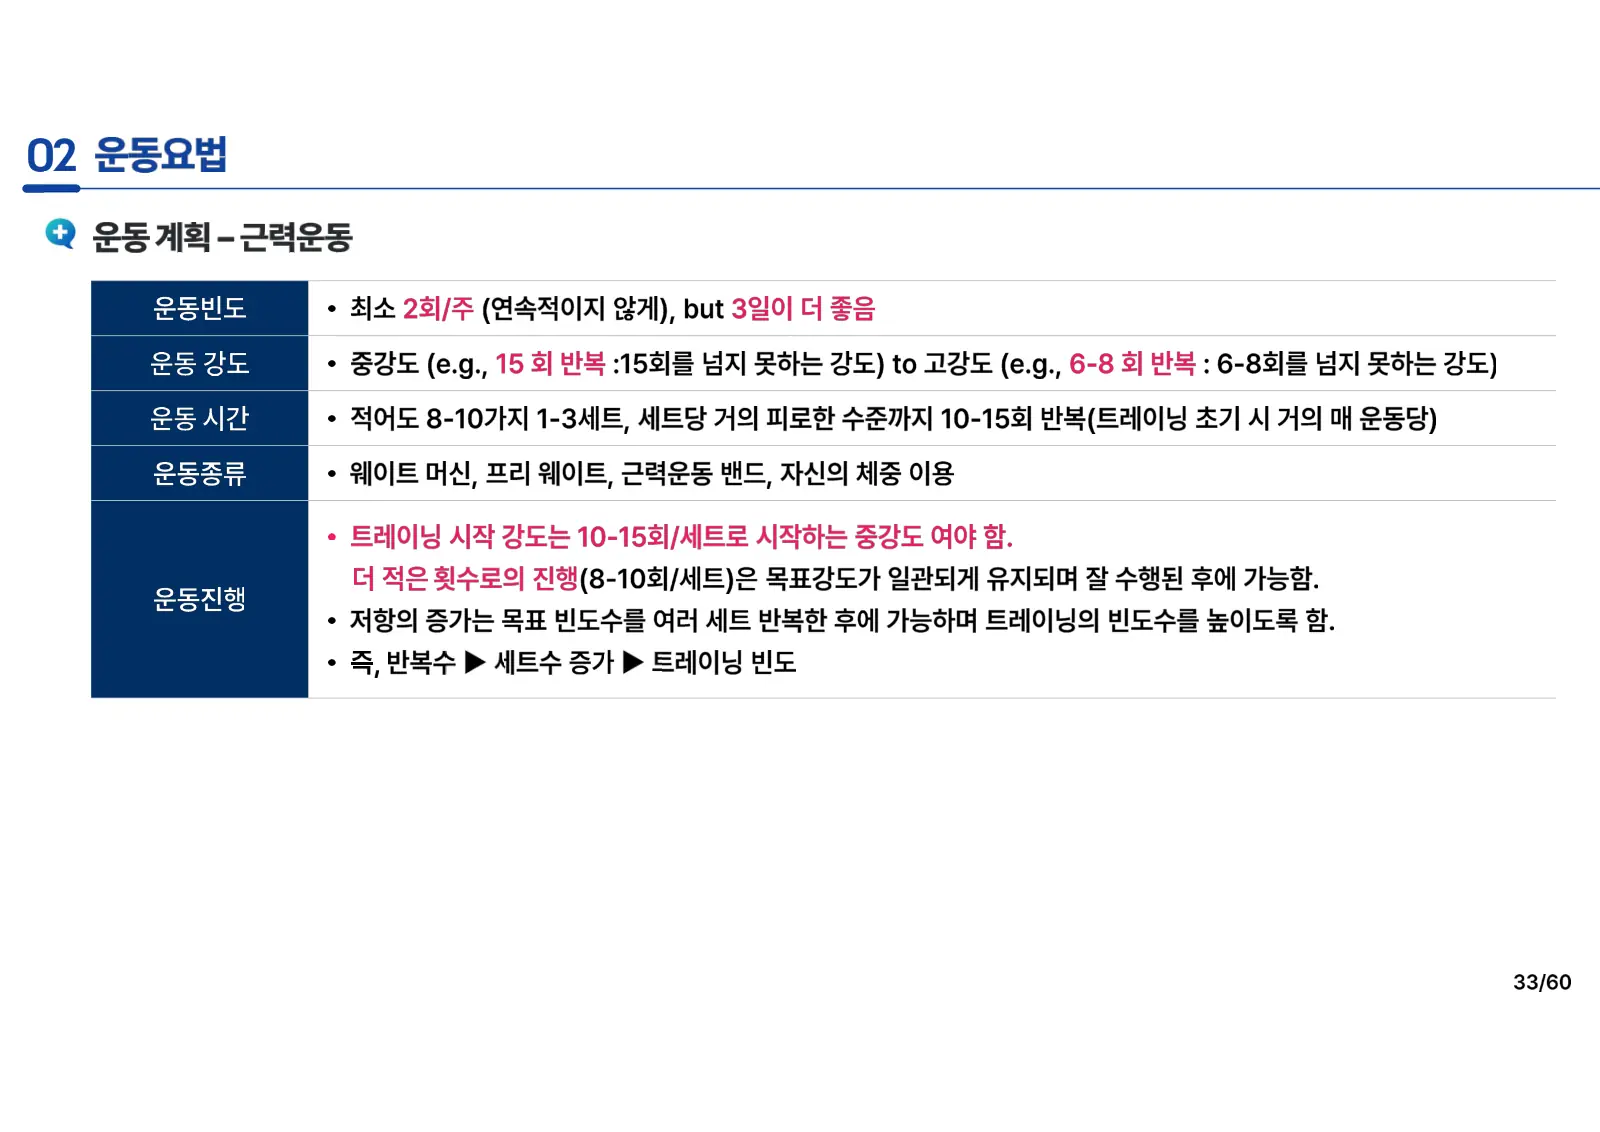 02 운동요법
운동 계획 – 근력운동
운동빈도
• 최소 2회/주 (연속적이지 않게), but 3일이 더 좋음
운동 강도
• 중강도 (e.g., 15 회 반복 :15회를 넘지 못하는 강도) to 고강도 (e.g., 6-8 회 반복 : 6-8회를 넘지 못하는 강도)
운동 시간
• 적어도 8-10가지 1-3세트, 세트당 거의 피로한 수준까지 10-15회 반복(트레이닝 초기 시 거의 매 운동당)
운동종류
• 웨이트 머신, 프리 웨이트, 근력운동 밴드, 자신의 체중 이용
운동진행
• 트레이닝 시작 강도는 10-15회/세트로 시작하는 중강도 여야 함.
더 적은 횟수로의 진행(8-10회/세트)은 목표강도가 일관되게 유지되며 잘 수행된 후에 가능함.
• 저항의 증가는 목표 빈도수를 여러 세트 반복한 후에 가능하며 트레이닝의 빈도수를 높이도록 함.
• 즉, 반복수 ▶ 세트수 증가 ▶ 트레이닝 빈도
33/60